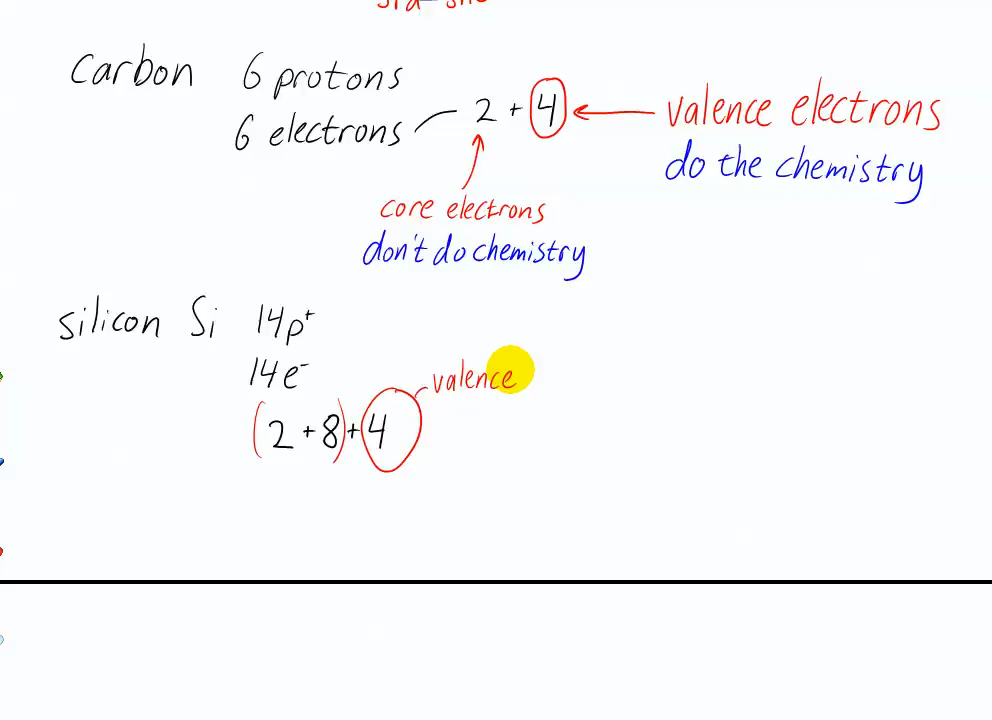 Carbon 6 protons
6 electrons 2 + 4 valence electrons
do the chemistry
core electrons
don't do chemistry
silicon Si 14p⁺
14e⁻
valence
(2 + 8) + 4